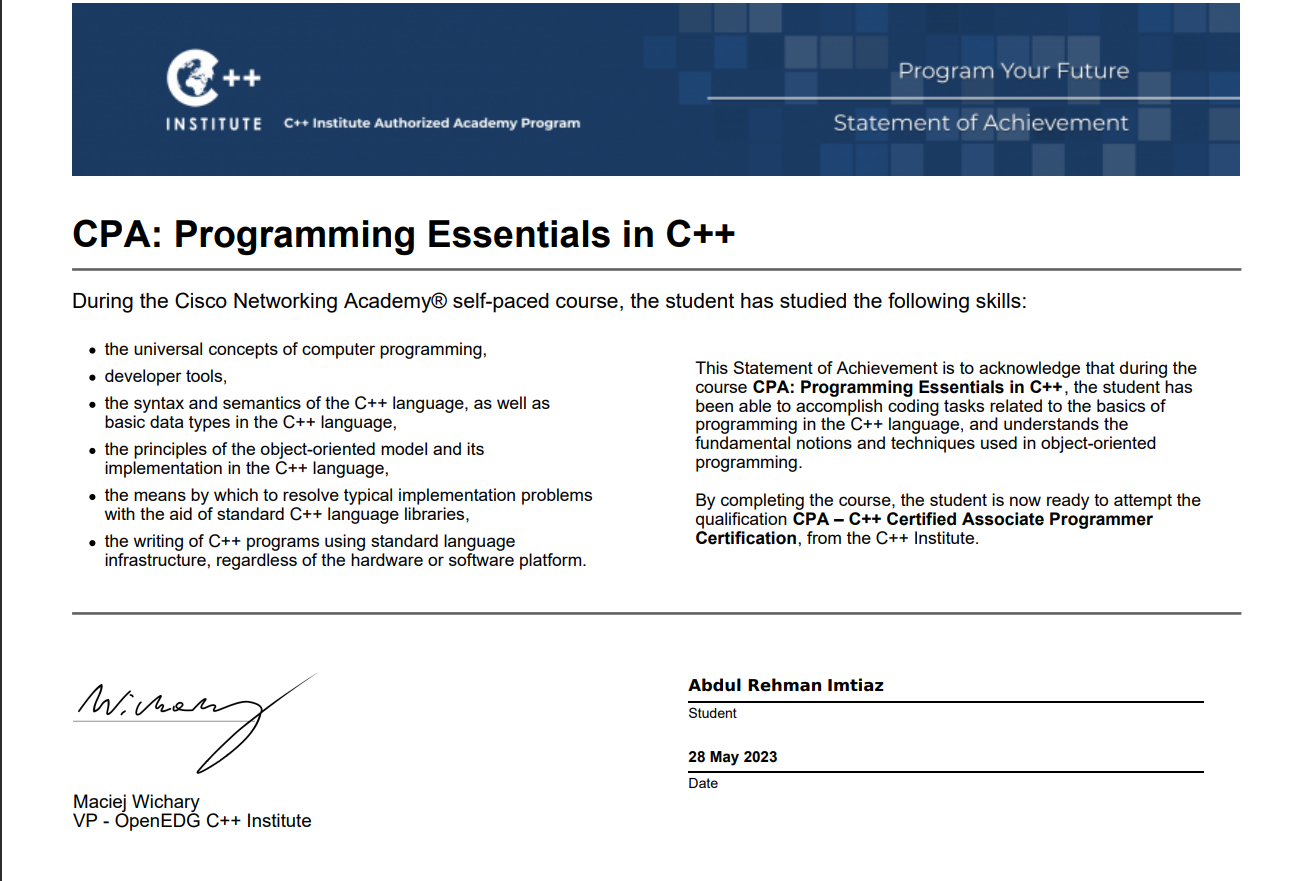 C++
INSTITUTE
C++ Institute Authorized Academy Program
Program Your Future
Statement of Achievement
CPA: Programming Essentials in C++
During the Cisco Networking Academy® self-paced course, the student has studied the following skills:
• the universal concepts of computer programming,
• developer tools,
• the syntax and semantics of the C++ language, as well as
basic data types in the C++ language,
• the principles of the object-oriented model and its
implementation in the C++ language,
• the means by which to resolve typical implementation problems
with the aid of standard C++ language libraries,
• the writing of C++ programs using standard language
infrastructure, regardless of the hardware or software platform.
This Statement of Achievement is to acknowledge that during the
course CPA: Programming Essentials in C++, the student has
been able to accomplish coding tasks related to the basics of
programming in the C++ language, and understands the
fundamental notions and techniques used in object-oriented
programming.
By completing the course, the student is now ready to attempt the
qualification CPA – C++ Certified Associate Programmer
Certification, from the C++ Institute.
Wichary
Maciej Wichary
VP - OpenEDG C++ Institute
Abdul Rehman Imtiaz
Student
28 May 2023
Date